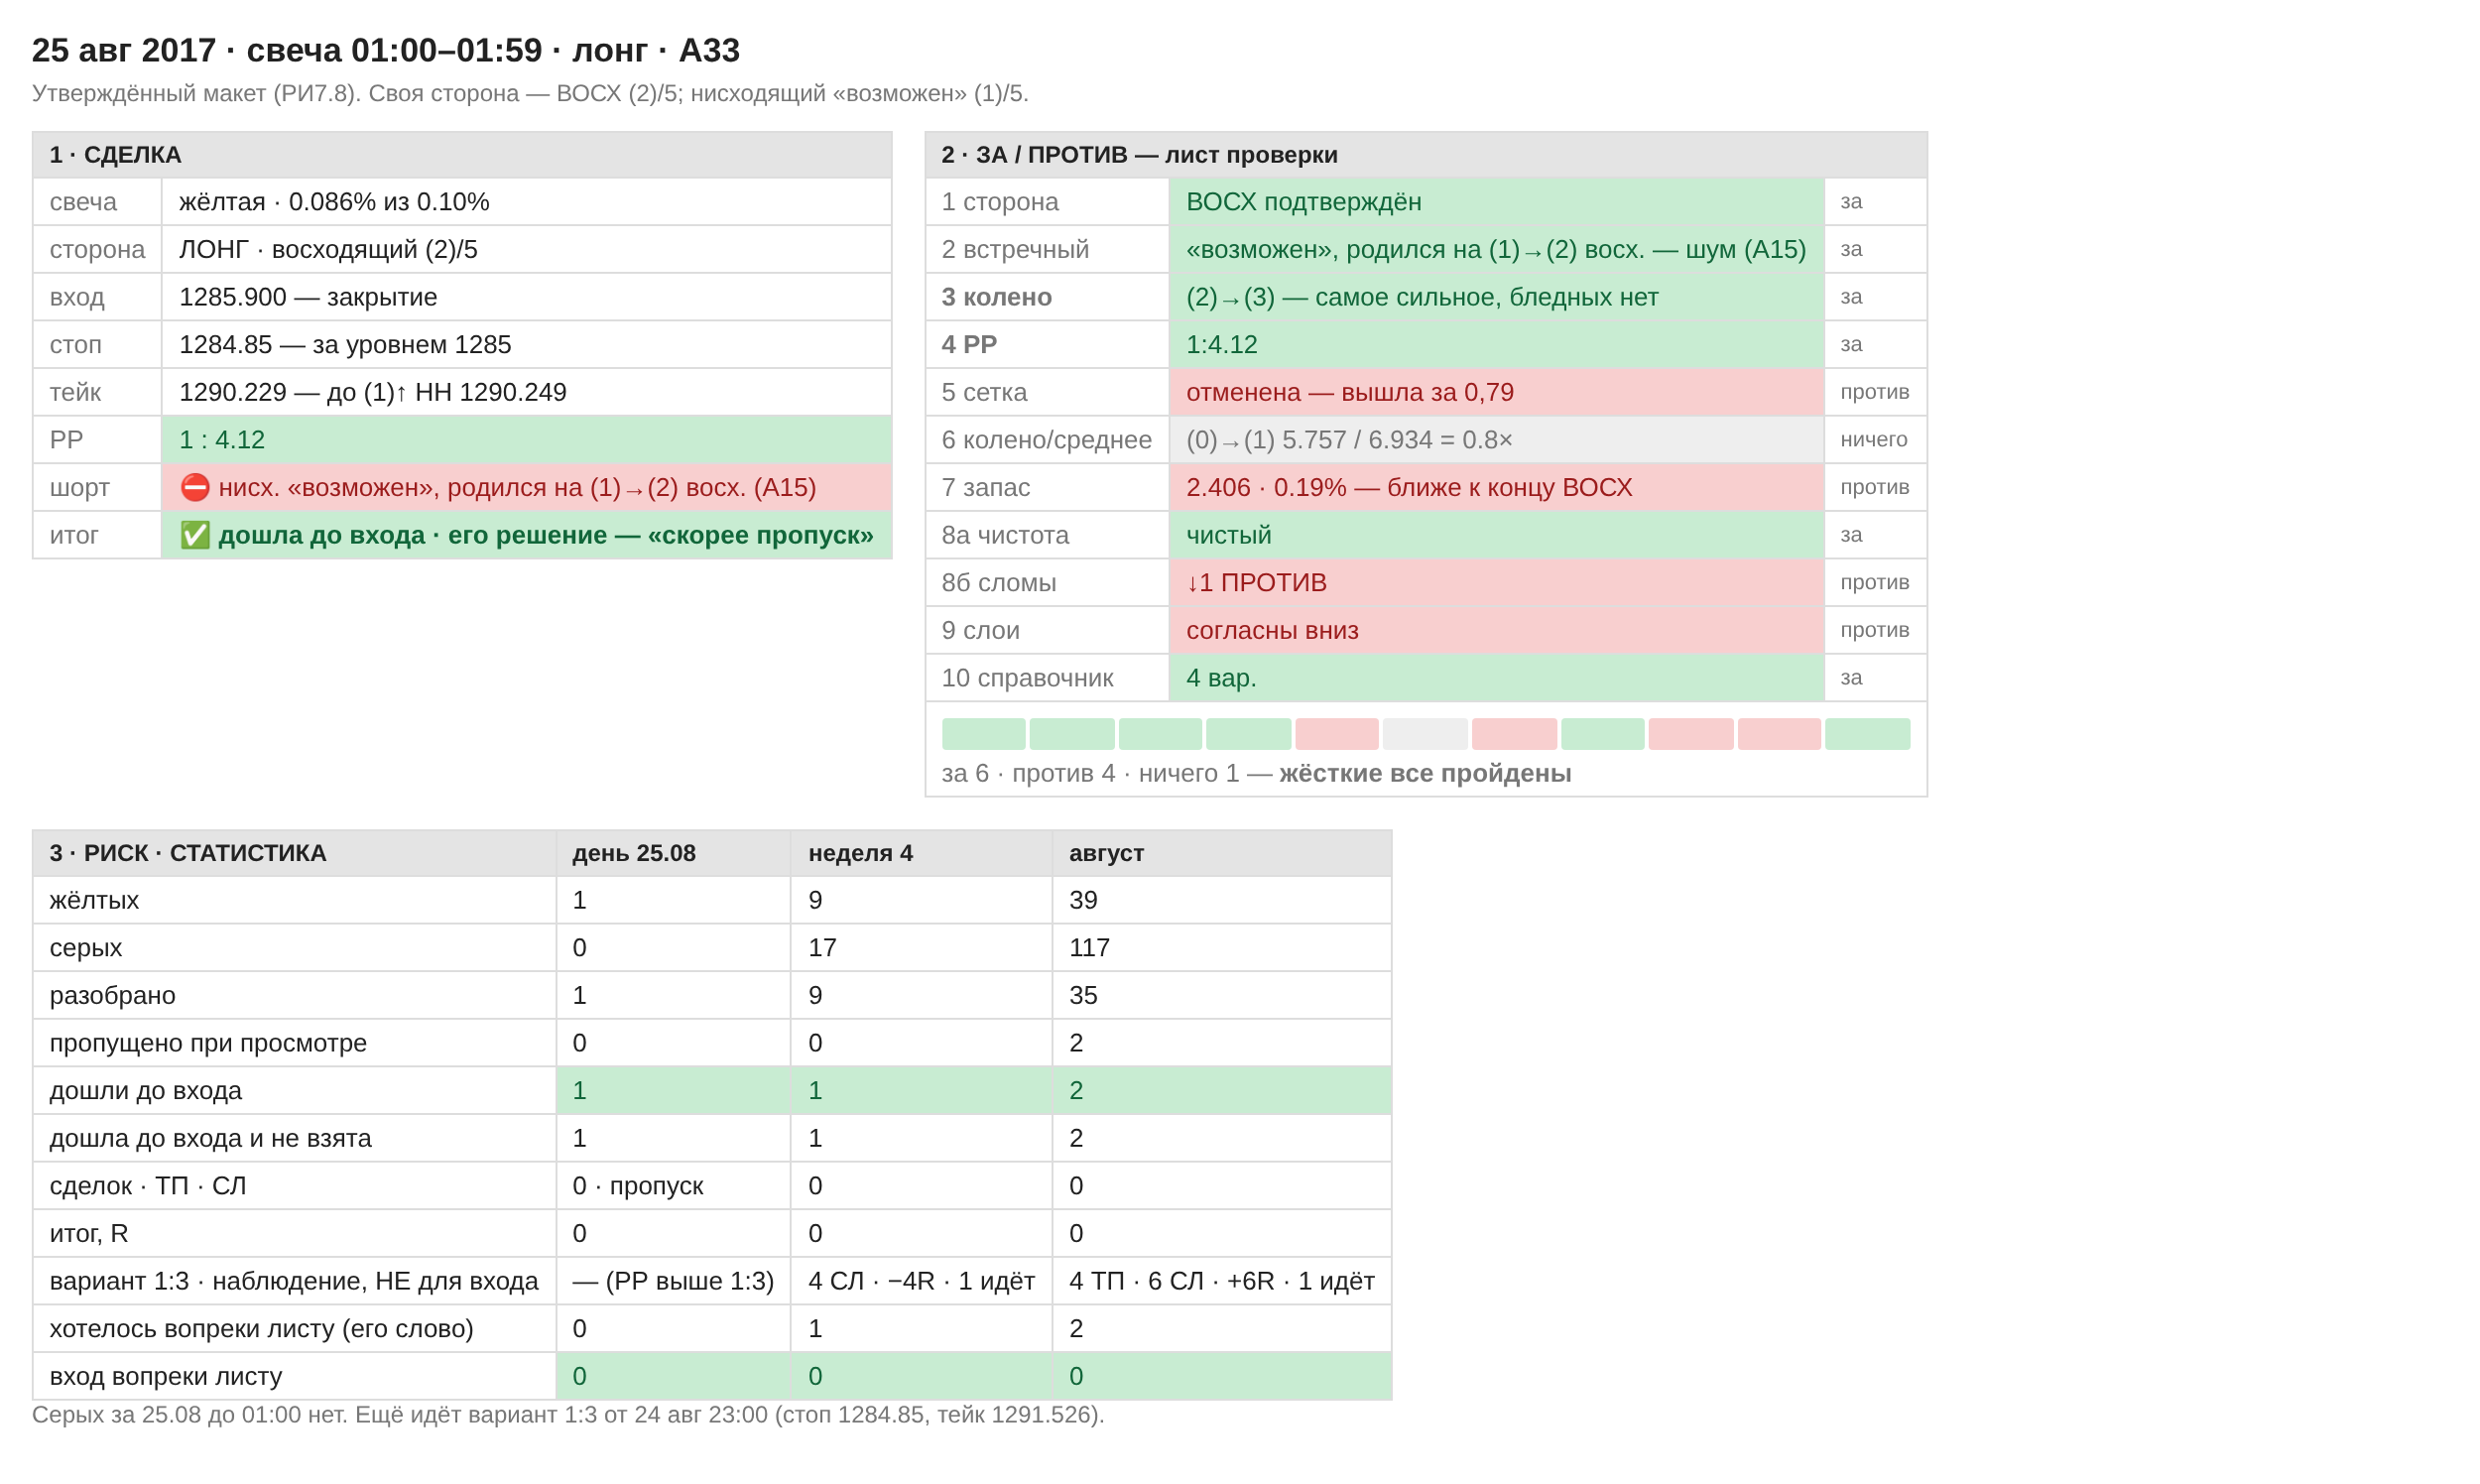 25 авг 2017 · свеча 01:00–01:59 · лонг · А33
Утверждённый макет (РИ7.8). Своя сторона — ВОСХ (2)/5; нисходящий «возможен» (1)/5.
1 · СДЕЛКА
свеча жёлтая · 0.086% из 0.10%
сторона ЛОНГ · восходящий (2)/5
вход 1285.900 — закрытие
стоп 1284.85 — за уровнем 1285
тейк 1290.229 — до (1)↑ НН 1290.249
РР 1 : 4.12
шорт ⛔ нисх. «возможен», родился на (1)→(2) восх. (А15)
итог ✅ дошла до входа · его решение — «скорее пропуск»
2 · ЗА / ПРОТИВ — лист проверки
1 сторона ВОСХ подтверждён за
2 встречный «возможен», родился на (1)→(2) восх. — шум (А15) за
3 колено (2)→(3) — самое сильное, бледных нет за
4 РР 1:4.12 за
5 сетка отменена — вышла за 0,79 против
6 колено/среднее (0)→(1) 5.757 / 6.934 = 0.8× ничего
7 запас 2.406 · 0.19% — ближе к концу ВОСХ против
8а чистота чистый за
8б сломы ↓1 ПРОТИВ против
9 слои согласны вниз против
10 справочник 4 вар. за
за 6 · против 4 · ничего 1 — жёсткие все пройдены
3 · РИСК · СТАТИСТИКА день 25.08 неделя 4 август
жёлтых 1 9 39
серых 0 17 117
разобрано 1 9 35
пропущено при просмотре 0 0 2
дошли до входа 1 1 2
дошла до входа и не взята 1 1 2
сделок · ТП · СЛ 0 · пропуск 0 0
итог, R 0 0 0
вариант 1:3 · наблюдение, НЕ для входа — (РР выше 1:3) 4 СЛ · −4R · 1 идёт 4 ТП · 6 СЛ · +6R · 1 идёт
хотелось вопреки листу (его слово) 0 1 2
вход вопреки листу 0 0 0
Серых за 25.08 до 01:00 нет. Ещё идёт вариант 1:3 от 24 авг 23:00 (стоп 1284.85, тейк 1291.526).